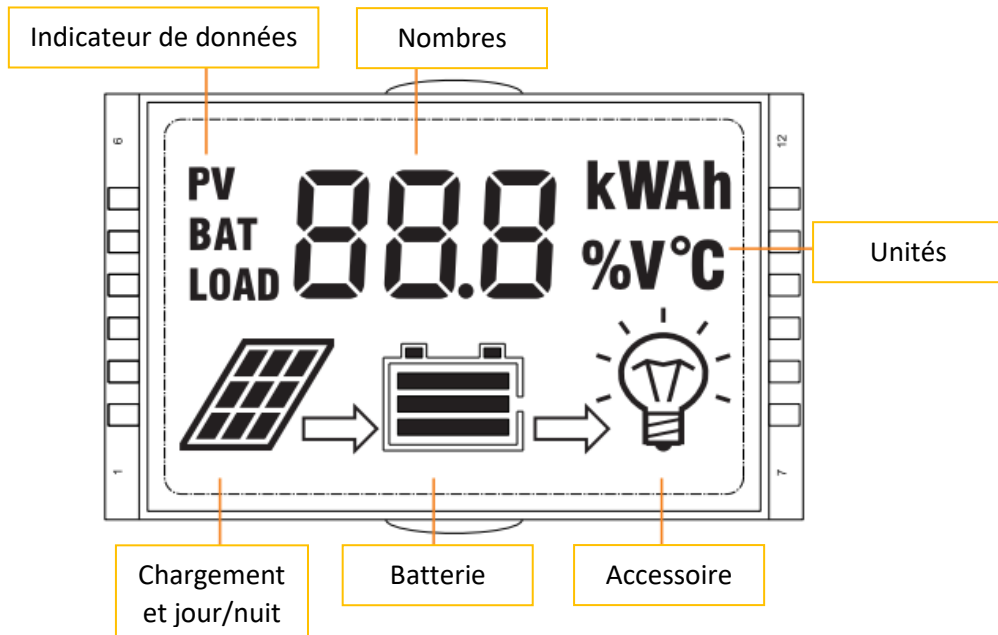 Indicateur de données
Nombres
6
12
PV
BAT
LOAD
88.8
kWAh
%V°C
Unités
1
7
Chargement
et jour/nuit
Batterie
Accessoire